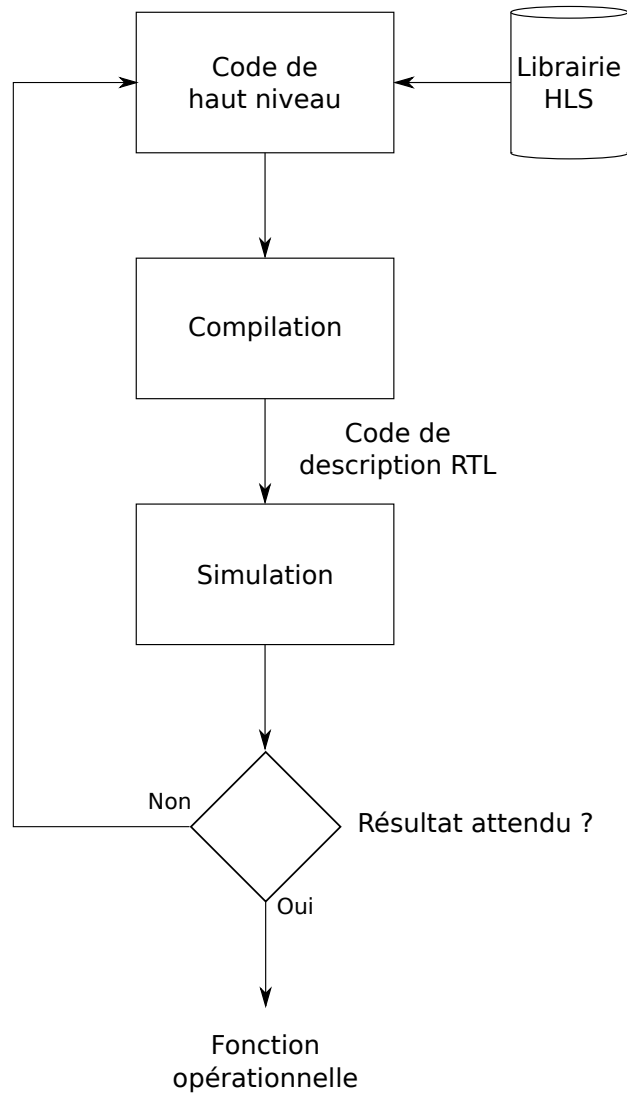 Code de
haut niveau
Librairie
HLS
Compilation
Code de
description RTL
Simulation
Non
Résultat attendu ?
Oui
Fonction
opérationnelle